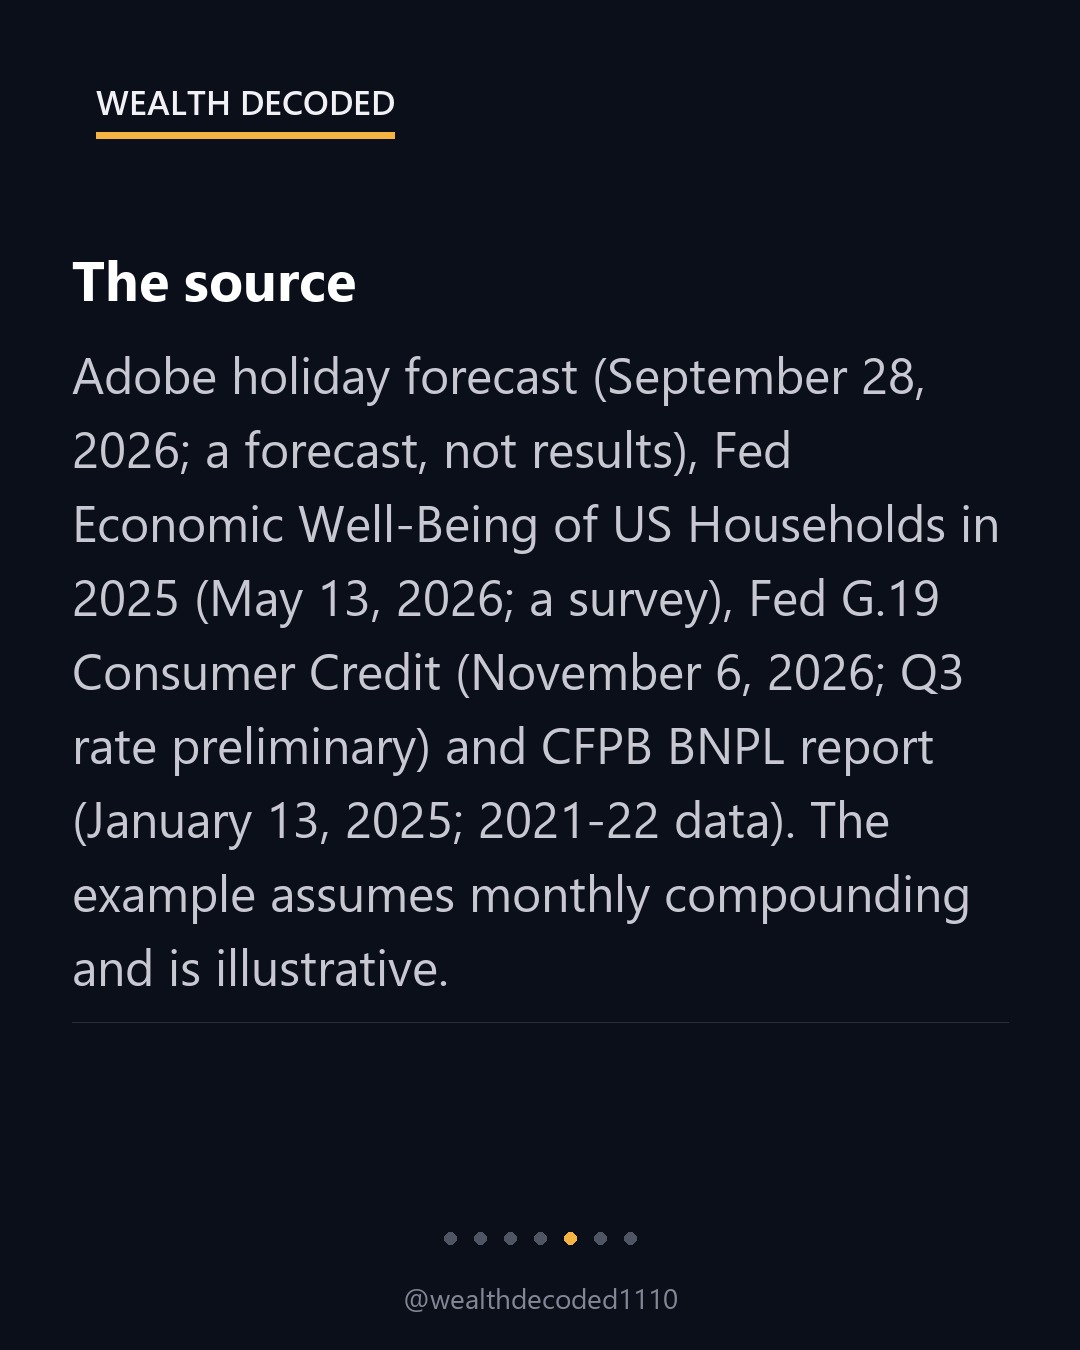 WEALTH DECODED
The source
Adobe holiday forecast (September 28,
2026; a forecast, not results), Fed
Economic Well-Being of US Households in
2025 (May 13, 2026; a survey), Fed G.19
Consumer Credit (November 6, 2026; Q3
rate preliminary) and CFPB BNPL report
(January 13, 2025; 2021-22 data). The
example assumes monthly compounding
and is illustrative.
@wealthdecoded1110